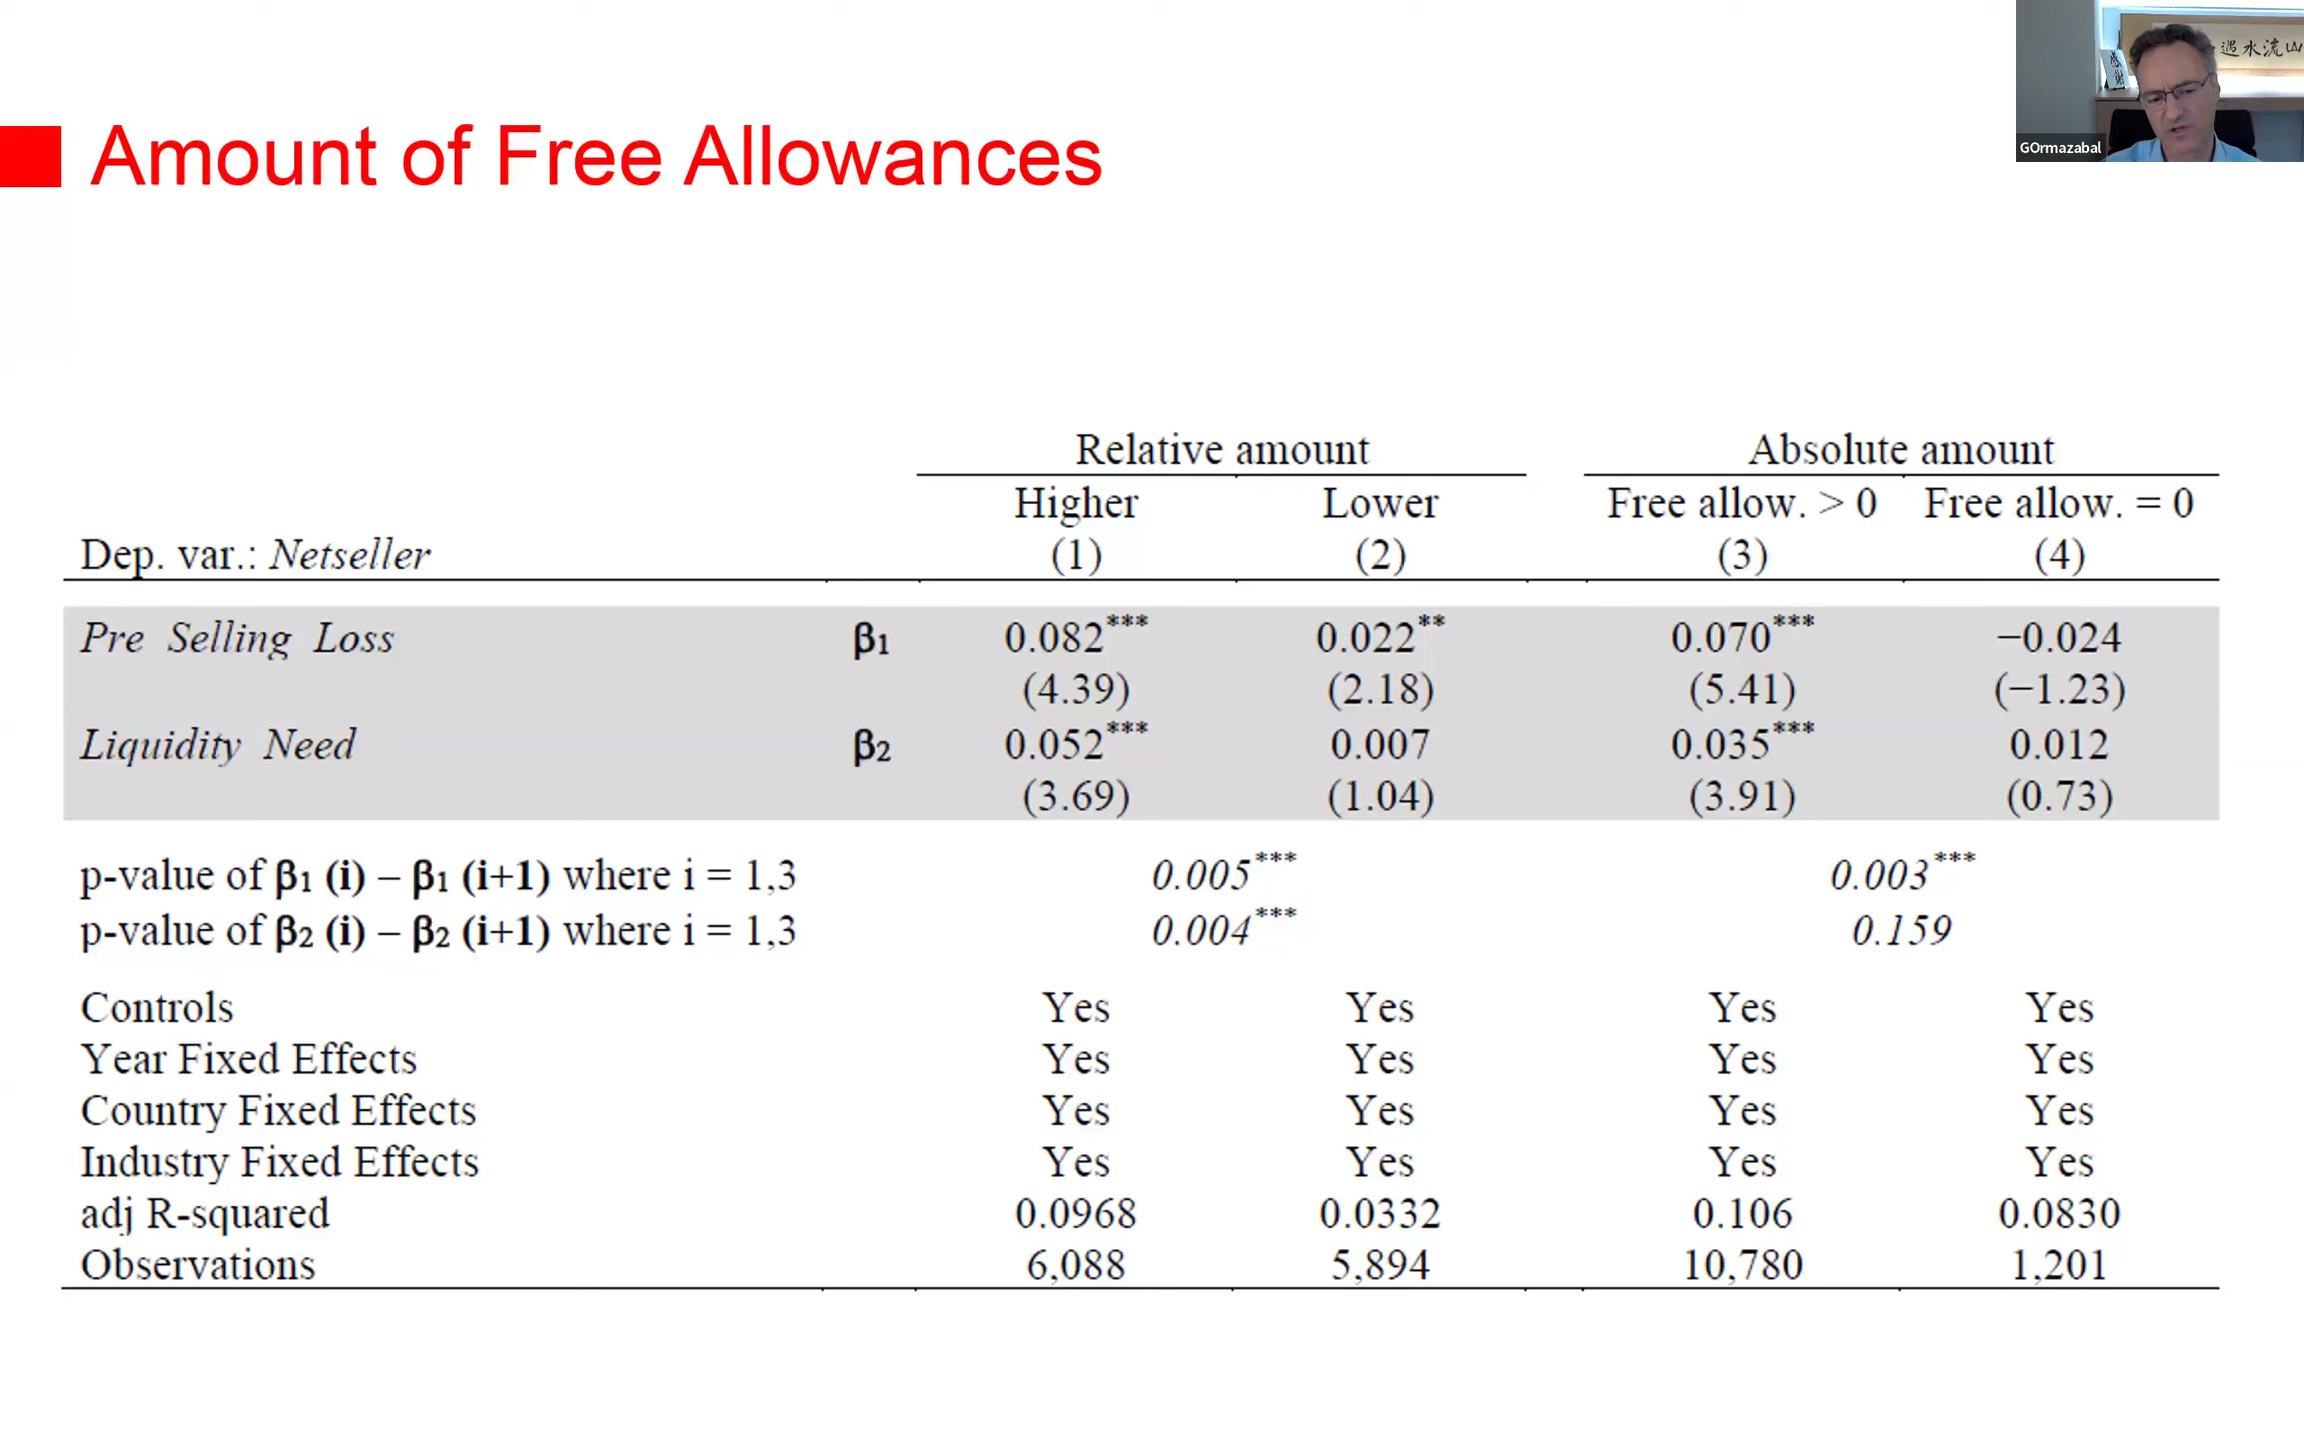 Amount of Free Allowances
GOrmazabal
遇水流山
感謝
Relative amount Absolute amount
Higher Lower Free allow. > 0 Free allow. = 0
Dep. var.: Netseller (1) (2) (3) (4)
Pre Selling Loss β1 0.082*** 0.022** 0.070*** −0.024
(4.39) (2.18) (5.41) (−1.23)
Liquidity Need β2 0.052*** 0.007 0.035*** 0.012
(3.69) (1.04) (3.91) (0.73)
p-value of β1 (i) – β1 (i+1) where i = 1,3 0.005*** 0.003***
p-value of β2 (i) – β2 (i+1) where i = 1,3 0.004*** 0.159
Controls Yes Yes Yes Yes
Year Fixed Effects Yes Yes Yes Yes
Country Fixed Effects Yes Yes Yes Yes
Industry Fixed Effects Yes Yes Yes Yes
adj R-squared 0.0968 0.0332 0.106 0.0830
Observations 6,088 5,894 10,780 1,201